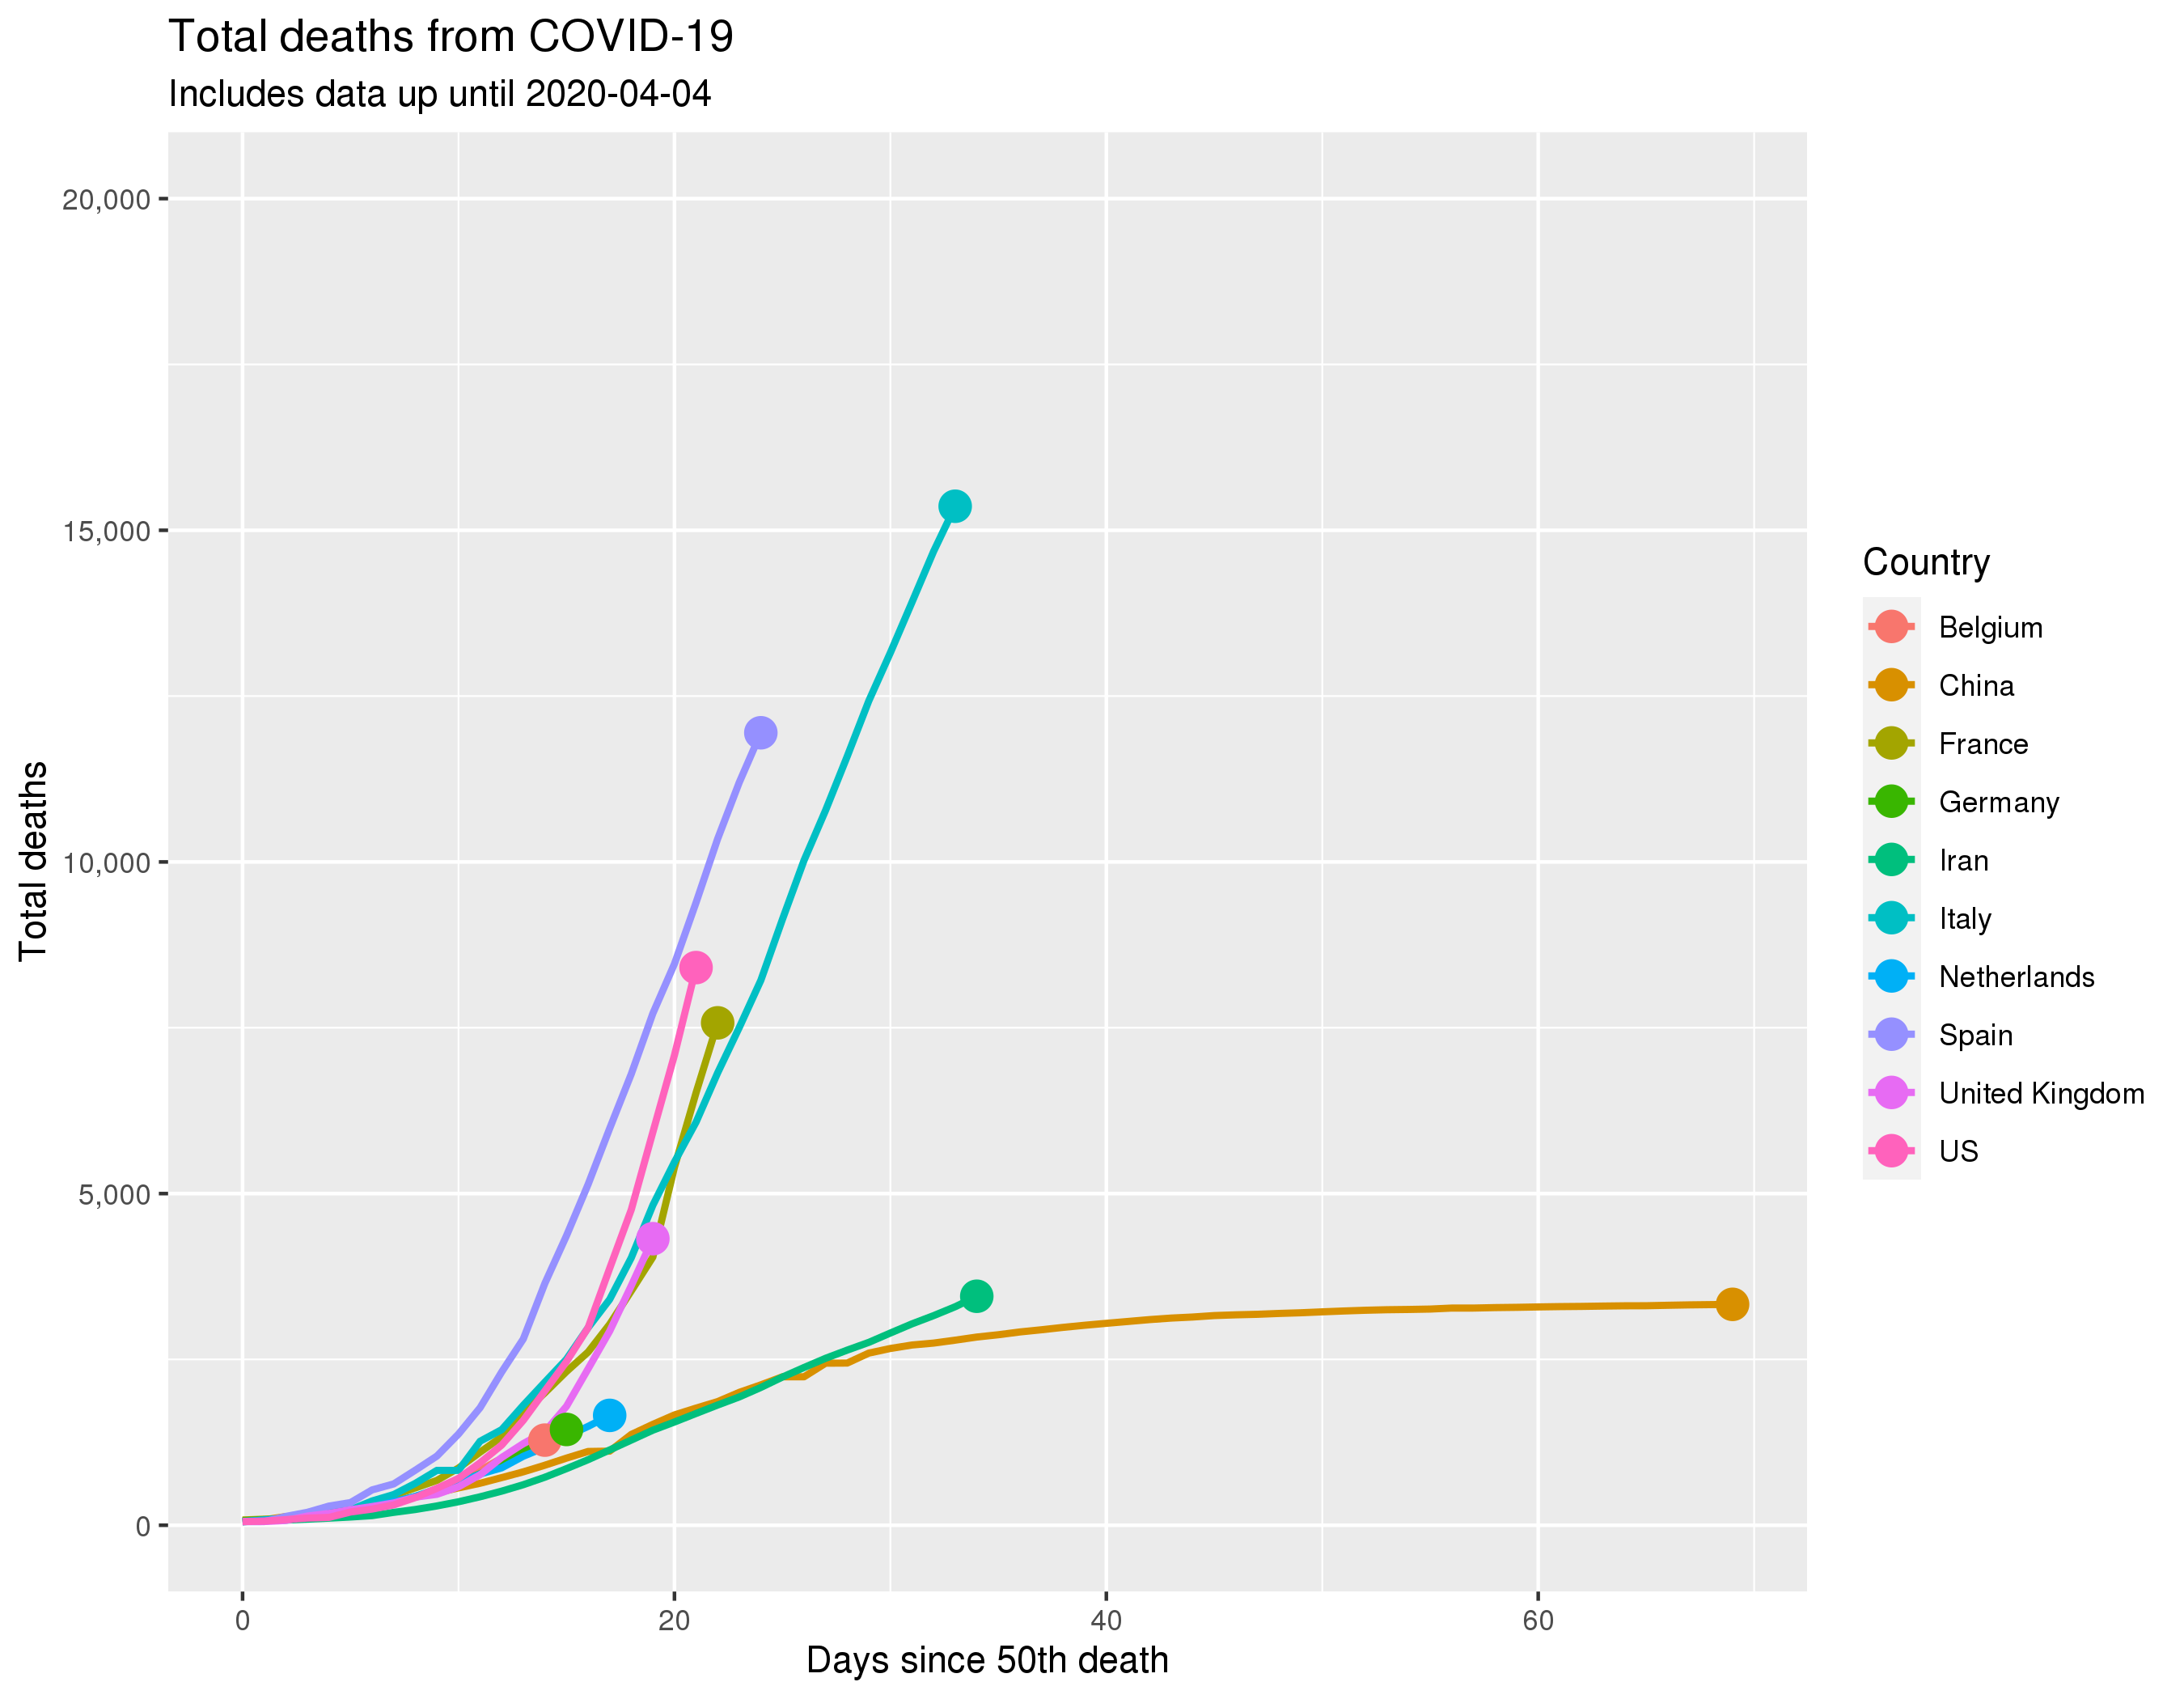 Total deaths from COVID-19
Includes data up until 2020-04-04
Total deaths
20,000
15,000
10,000
5,000
0
0 20 40 60
Days since 50th death
Country
Belgium
China
France
Germany
Iran
Italy
Netherlands
Spain
United Kingdom
US